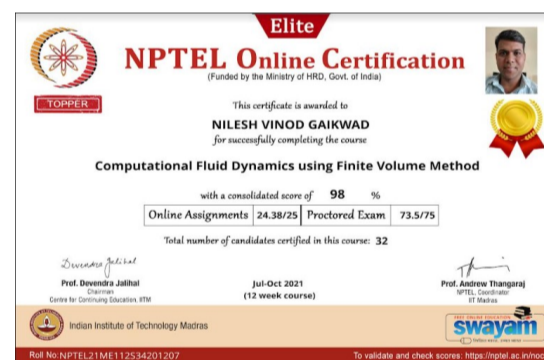 Elite
NPTEL Online Certification
(Funded by the Ministry of HRD, Govt. of India)
TOPPER
This certificate is awarded to
NILESH VINOD GAIKWAD
for successfully completing the course
Computational Fluid Dynamics using Finite Volume Method
with a consolidated score of 98 %
Online Assignments 24.38/25 Proctored Exam 73.5/75
Total number of candidates certified in this course: 32
Devendra Jalihal
Prof. Devendra Jalihal
Chairman
Centre for Continuing Education, IITM
Jul-Oct 2021
(12 week course)
Prof. Andrew Thangaraj
NPTEL, Coordinator
IIT Madras
Indian Institute of Technology Madras
FREE ONLINE EDUCATION
swayam
Roll No:NPTEL21ME112S34201207
To validate and check scores: https://nptel.ac.in/noc